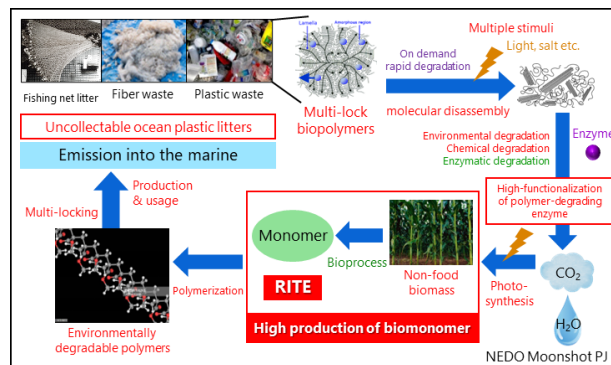 Lamella
Amorphous region
Multiple stimuli
Light, salt etc.
On demand
rapid degradation
Fishing net litter
Fiber waste
Plastic waste
Multi-lock
biopolymers
molecular disassembly
Uncollectable ocean plastic litters
Emission into the marine
Environmental degradation
Chemical degradation
Enzymatic degradation
Enzyme
High-functionalization
of polymer-degrading
enzyme
Production
& usage
Multi-locking
Monomer
Bioprocess
RITE
Non-food
biomass
High production of biomonomer
Polymerization
Environmentally
degradable polymers
Photo-
synthesis
CO₂
H₂O
NEDO Moonshot PJ